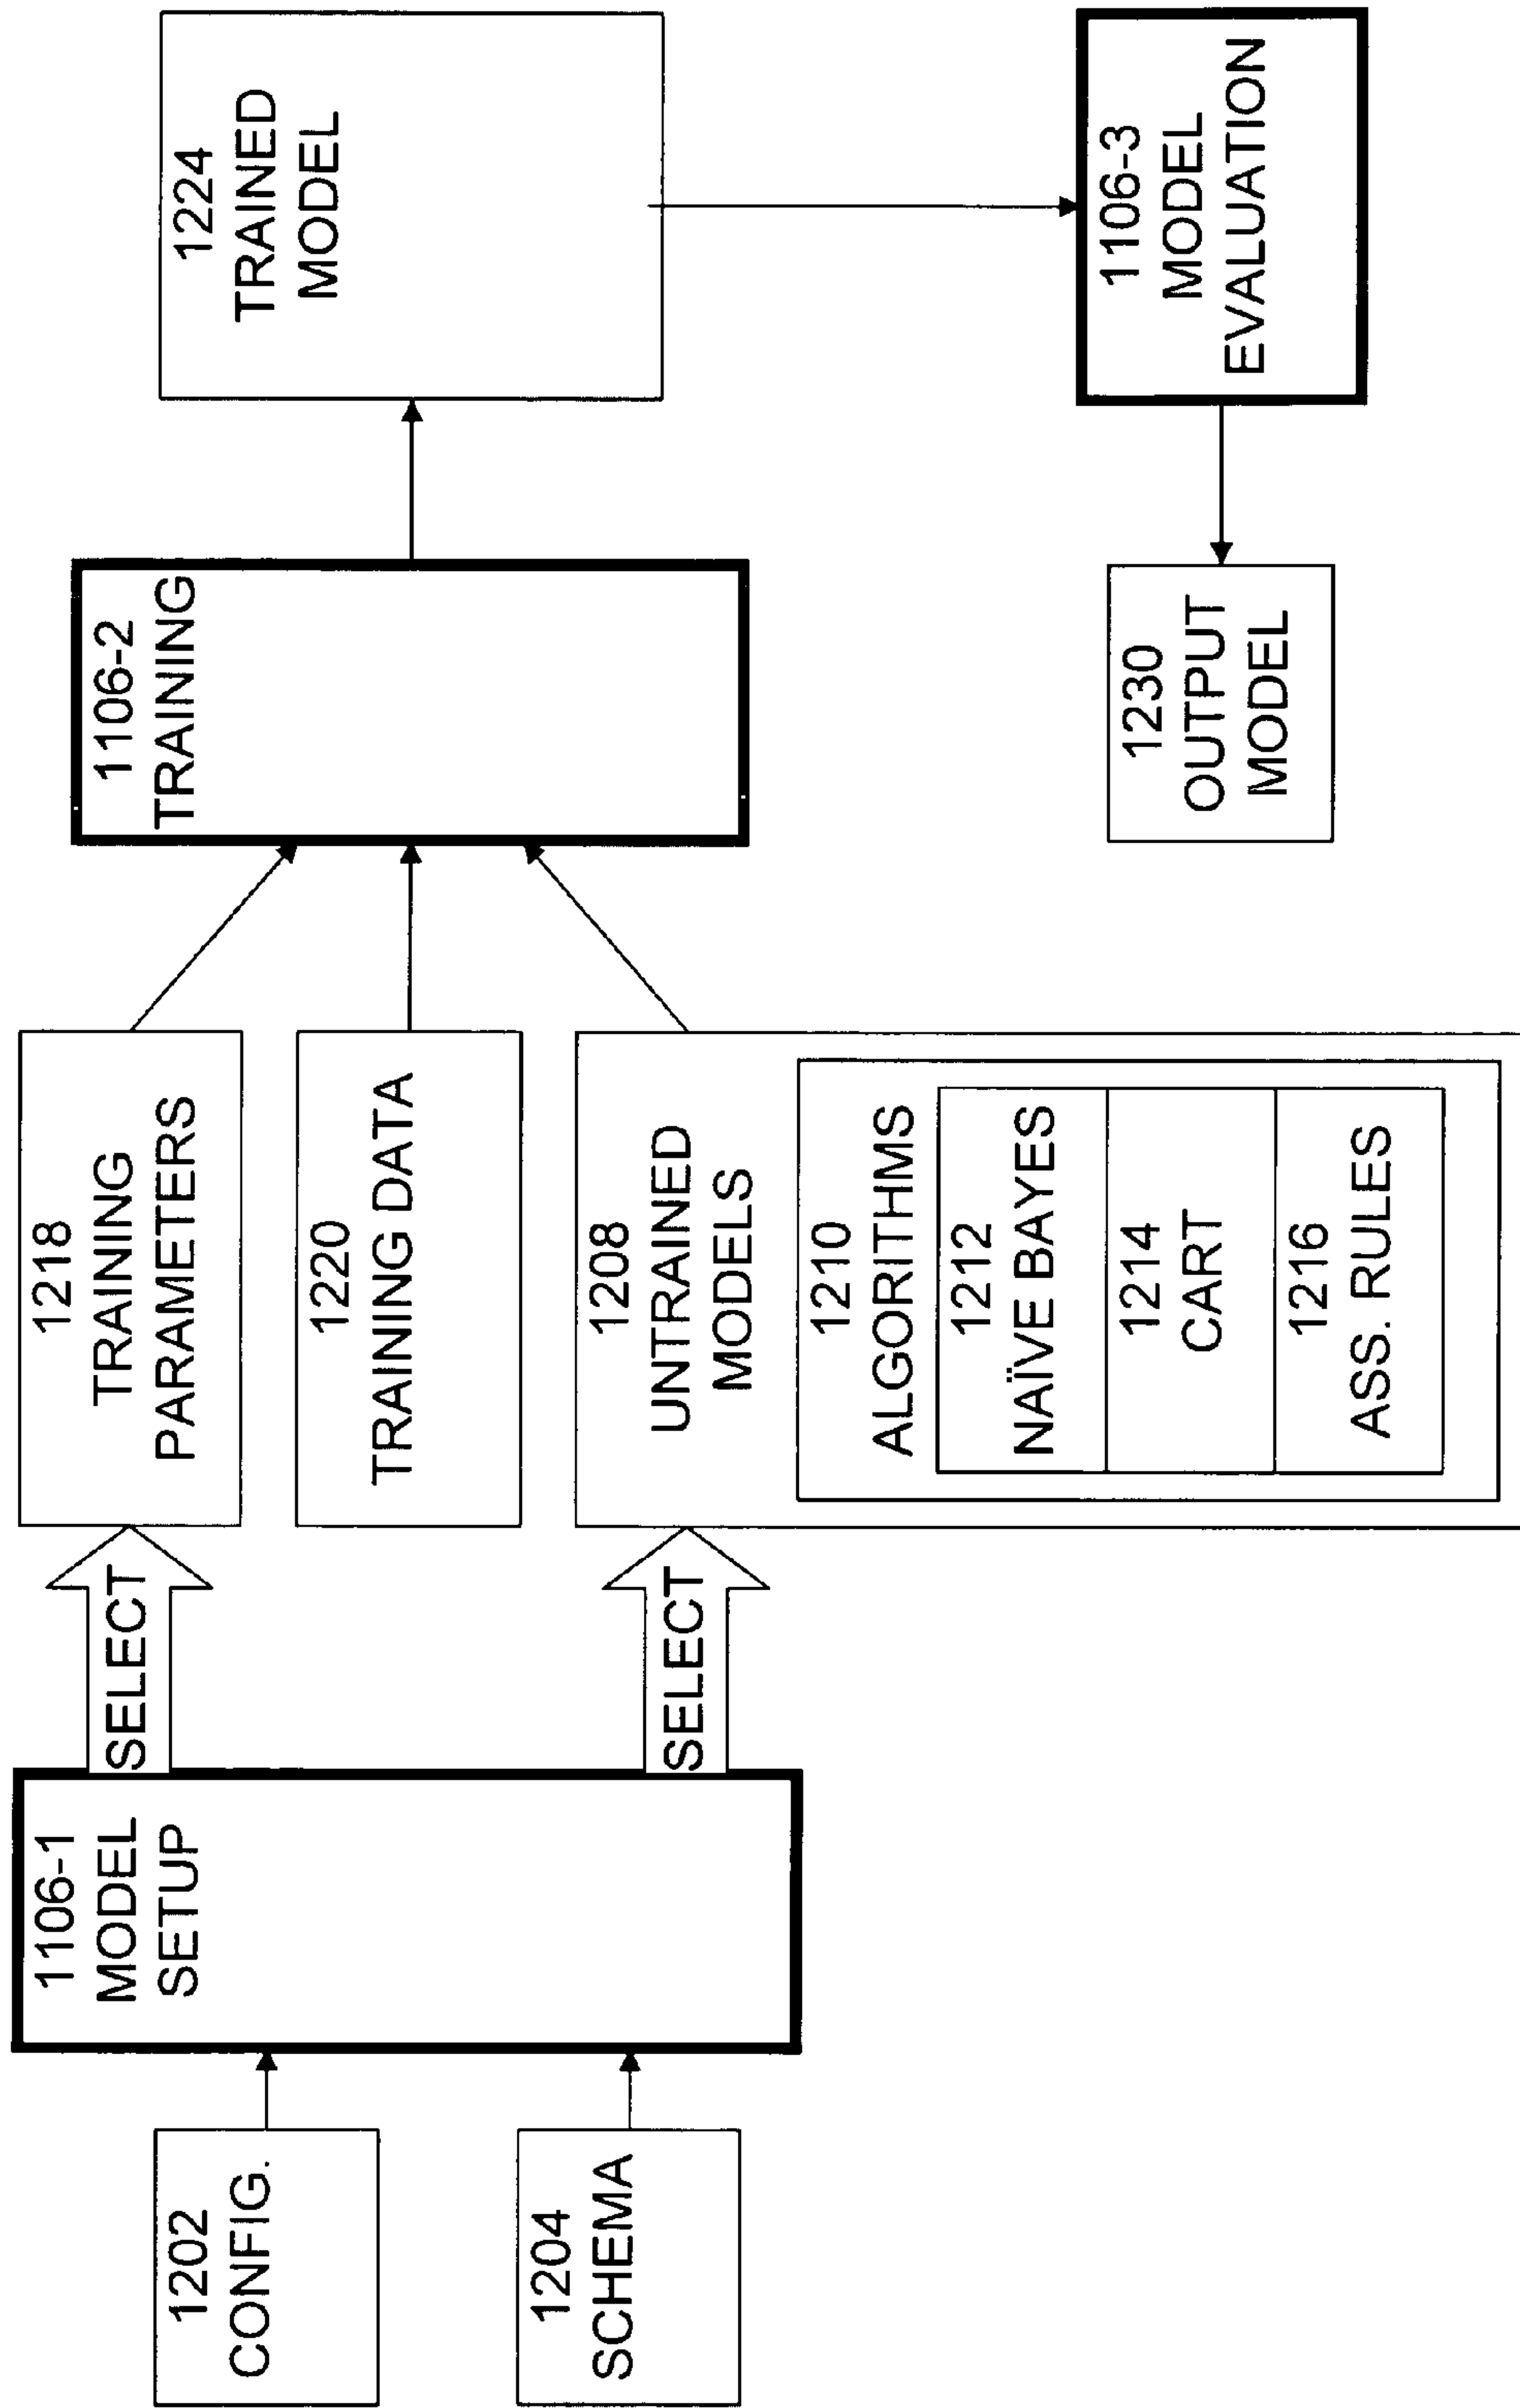 1202
CONFIG.
1204
SCHEMA
1106-1
MODEL
SETUP
SELECT
SELECT
1218
TRAINING
PARAMETERS
1220
TRAINING DATA
1208
UNTRAINED
MODELS
1210
ALGORITHMS
1212
NAÏVE BAYES
1214
CART
1216
ASS. RULES
1106-2
TRAINING
1224
TRAINED
MODEL
1106-3
MODEL
EVALUATION
1230
OUTPUT
MODEL